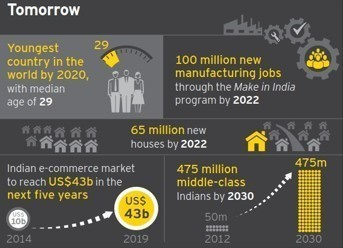 Tomorrow
Youngest
country in the
world by 2020,
with median
age of 29
29
100 million new
manufacturing jobs
through the Make in India
program by 2022
65 million new
houses by 2022
Indian e-commerce market
to reach US$43b in the
next five years
US$
10b
US$
43b
2014
2019
475 million
middle-class
Indians by 2030
475m
50m
2012
2030